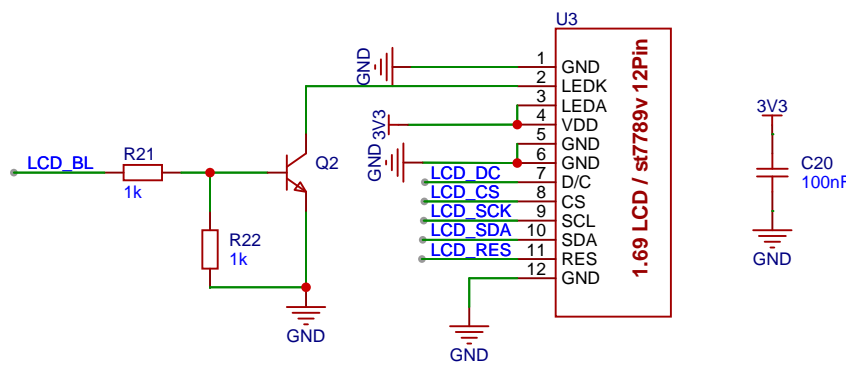 U3
GND
1
GND
2
LEDK
3
LEDA
3V3
4
VDD
5
GND
GND
6
GND
LCD_DC
7
D/C
LCD_CS
8
CS
LCD_SCK
9
SCL
LCD_SDA
10
SDA
LCD_RES
11
RES
12
GND
1.69 LCD / st7789v 12Pin
GND
LCD_BL
R21
1k
Q2
R22
1k
GND
3V3
C20
100nF
GND